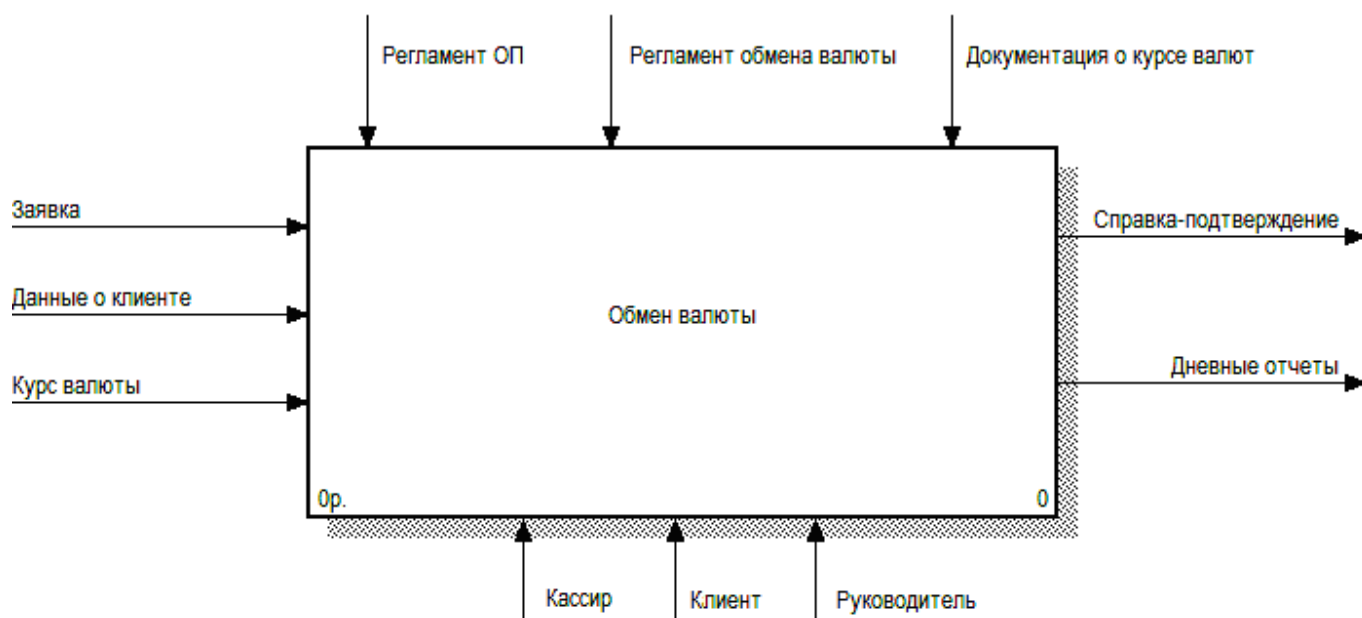 Регламент ОП
Регламент обмена валюты
Документация о курсе валют
Заявка
Справка-подтверждение
Данные о клиенте
Обмен валюты
Курс валюты
Дневные отчеты
0р.
0
Кассир
Клиент
Руководитель